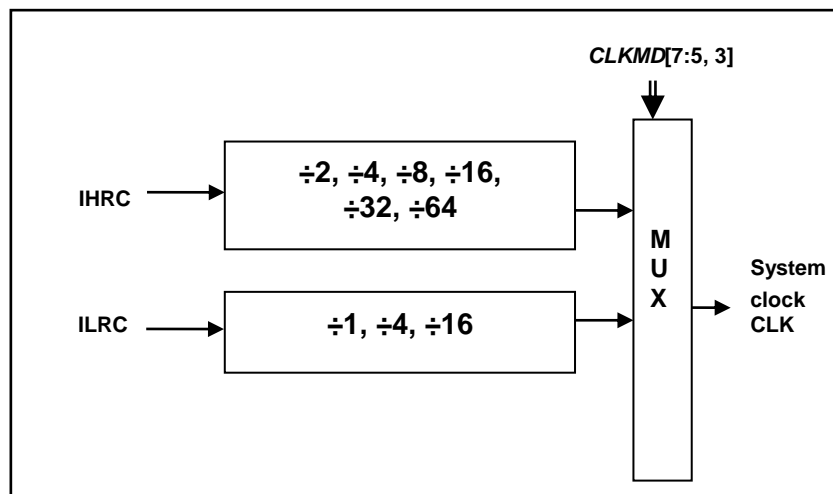 CLKMD[7:5, 3]
÷2, ÷4, ÷8, ÷16,
÷32, ÷64
IHRC
M
U
X
System
clock
CLK
ILRC
÷1, ÷4, ÷16